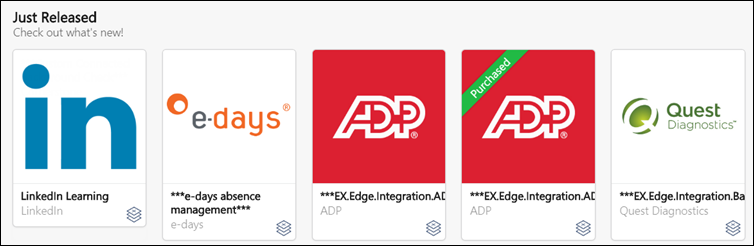 Just Released
Check out what's new!
in
e-days®
ADP®
Purchased
ADP®
Quest
Diagnostics™
LinkedIn Learning
LinkedIn
***e-days absence
management***
e-days
***EX.Edge.Integration.AD
ADP
***EX.Edge.Integration.AD
ADP
***EX.Edge.Integration.Ba
Quest Diagnostics